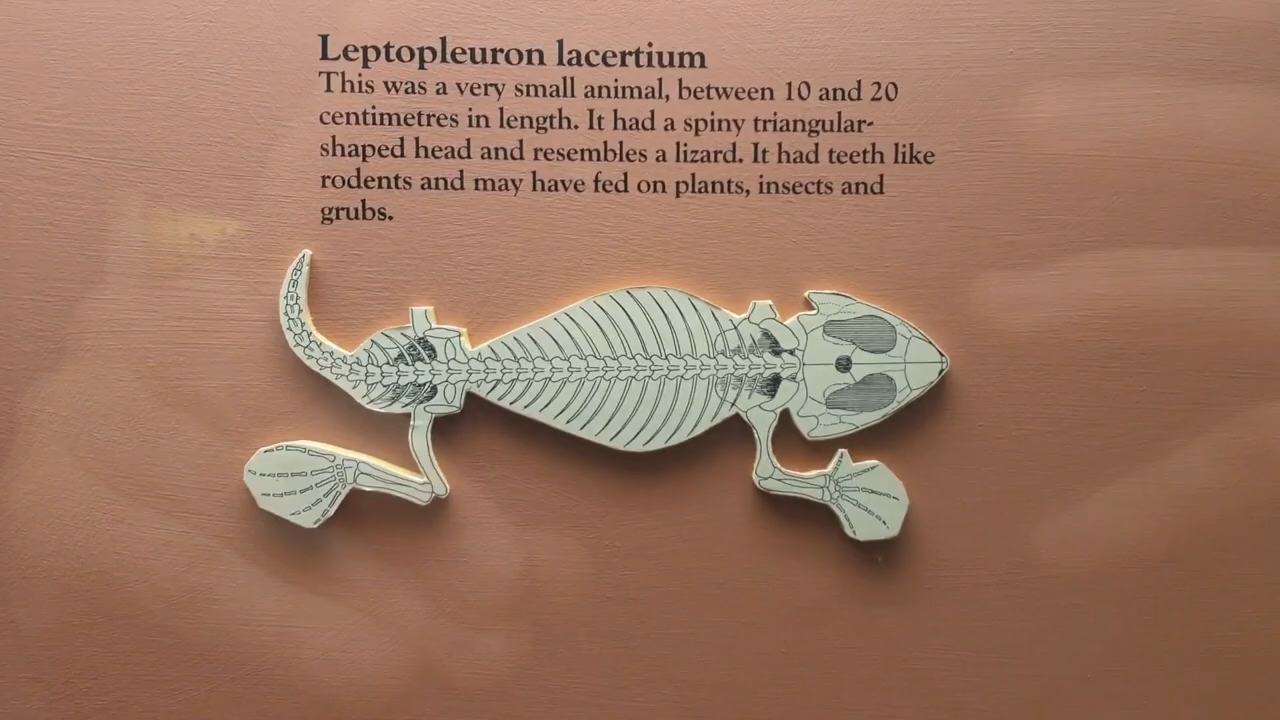 Leptopleuron lacertium
This was a very small animal, between 10 and 20
centimetres in length. It had a spiny triangular-
shaped head and resembles a lizard. It had teeth like
rodents and may have fed on plants, insects and
grubs.